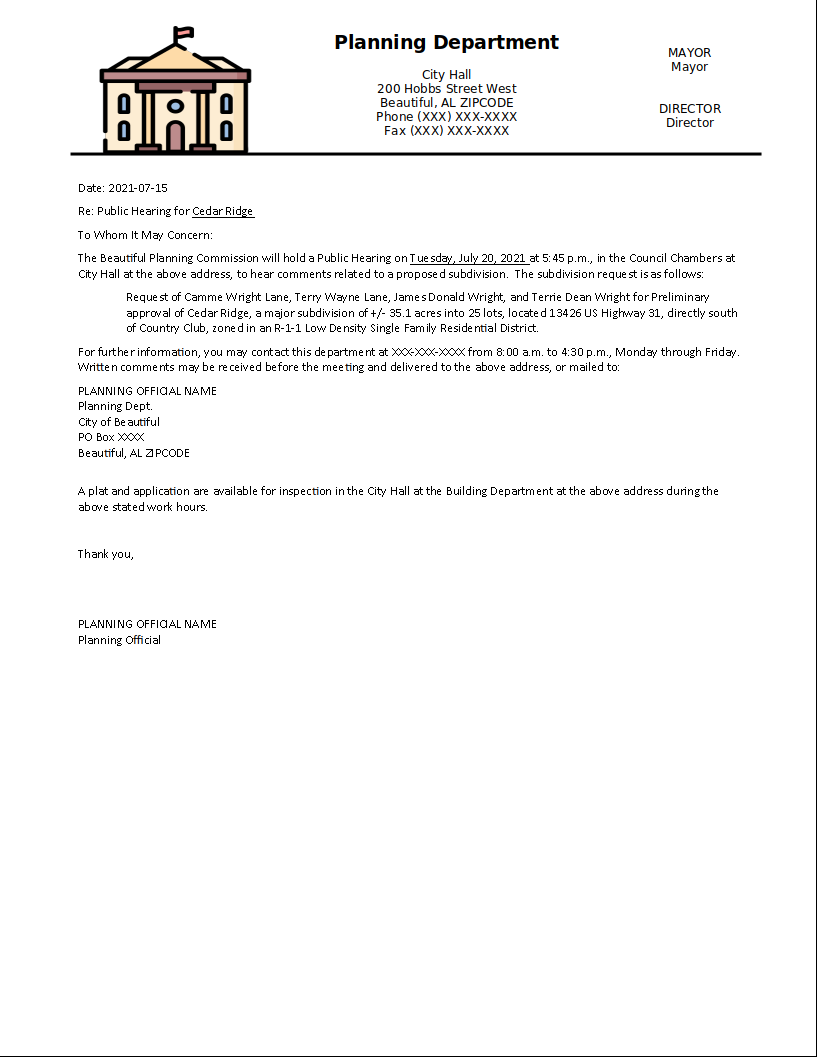 Planning Department
City Hall
200 Hobbs Street West
Beautiful, AL ZIPCODE
Phone (XXX) XXX-XXXX
Fax (XXX) XXX-XXXX
MAYOR
Mayor
DIRECTOR
Director
Date: 2021-07-15
Re: Public Hearing for Cedar Ridge
To Whom It May Concern:
The Beautiful Planning Commission will hold a Public Hearing on Tuesday, July 20, 2021 at 5:45 p.m., in the Council Chambers at
City Hall at the above address, to hear comments related to a proposed subdivision. The subdivision request is as follows:
Request of Camme Wright Lane, Terry Wayne Lane, James Donald Wright, and Terrie Dean Wright for Preliminary
approval of Cedar Ridge, a major subdivision of +/- 35.1 acres into 25 lots, located 13426 US Highway 31, directly south
of Country Club, zoned in an R-1-1 Low Density Single Family Residential District.
For further information, you may contact this department at XXX-XXX-XXXX from 8:00 a.m. to 4:30 p.m., Monday through Friday.
Written comments may be received before the meeting and delivered to the above address, or mailed to:
PLANNING OFFICIAL NAME
Planning Dept.
City of Beautiful
PO Box XXXX
Beautiful, AL ZIPCODE
A plat and application are available for inspection in the City Hall at the Building Department at the above address during the
above stated work hours.
Thank you,
PLANNING OFFICIAL NAME
Planning Official